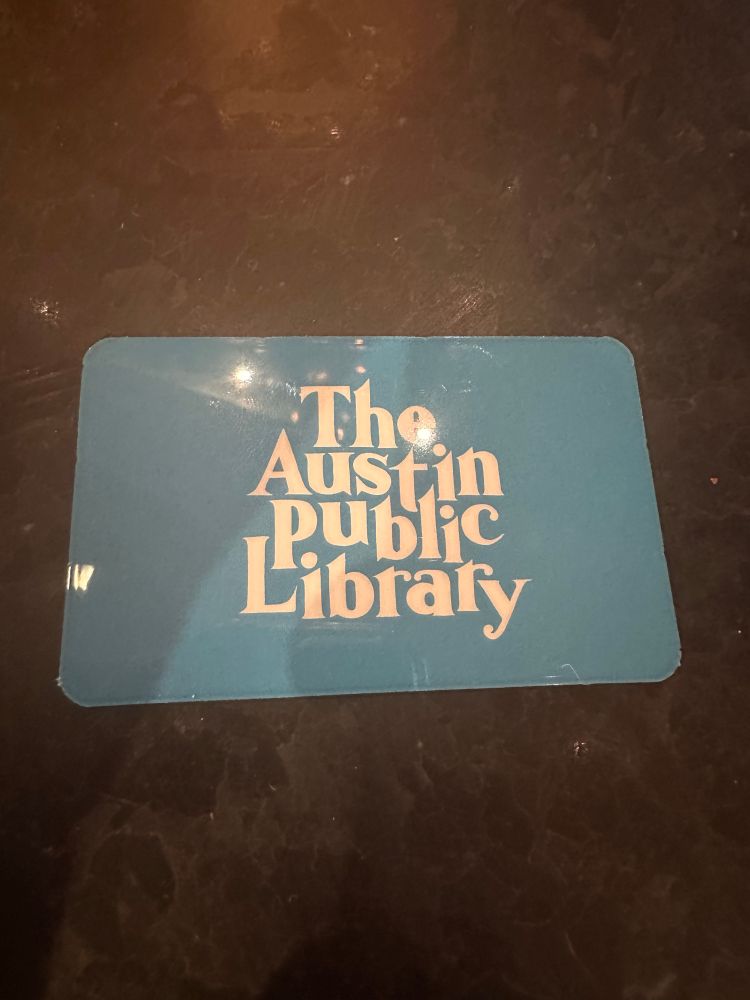 The
Austin
Public
Library